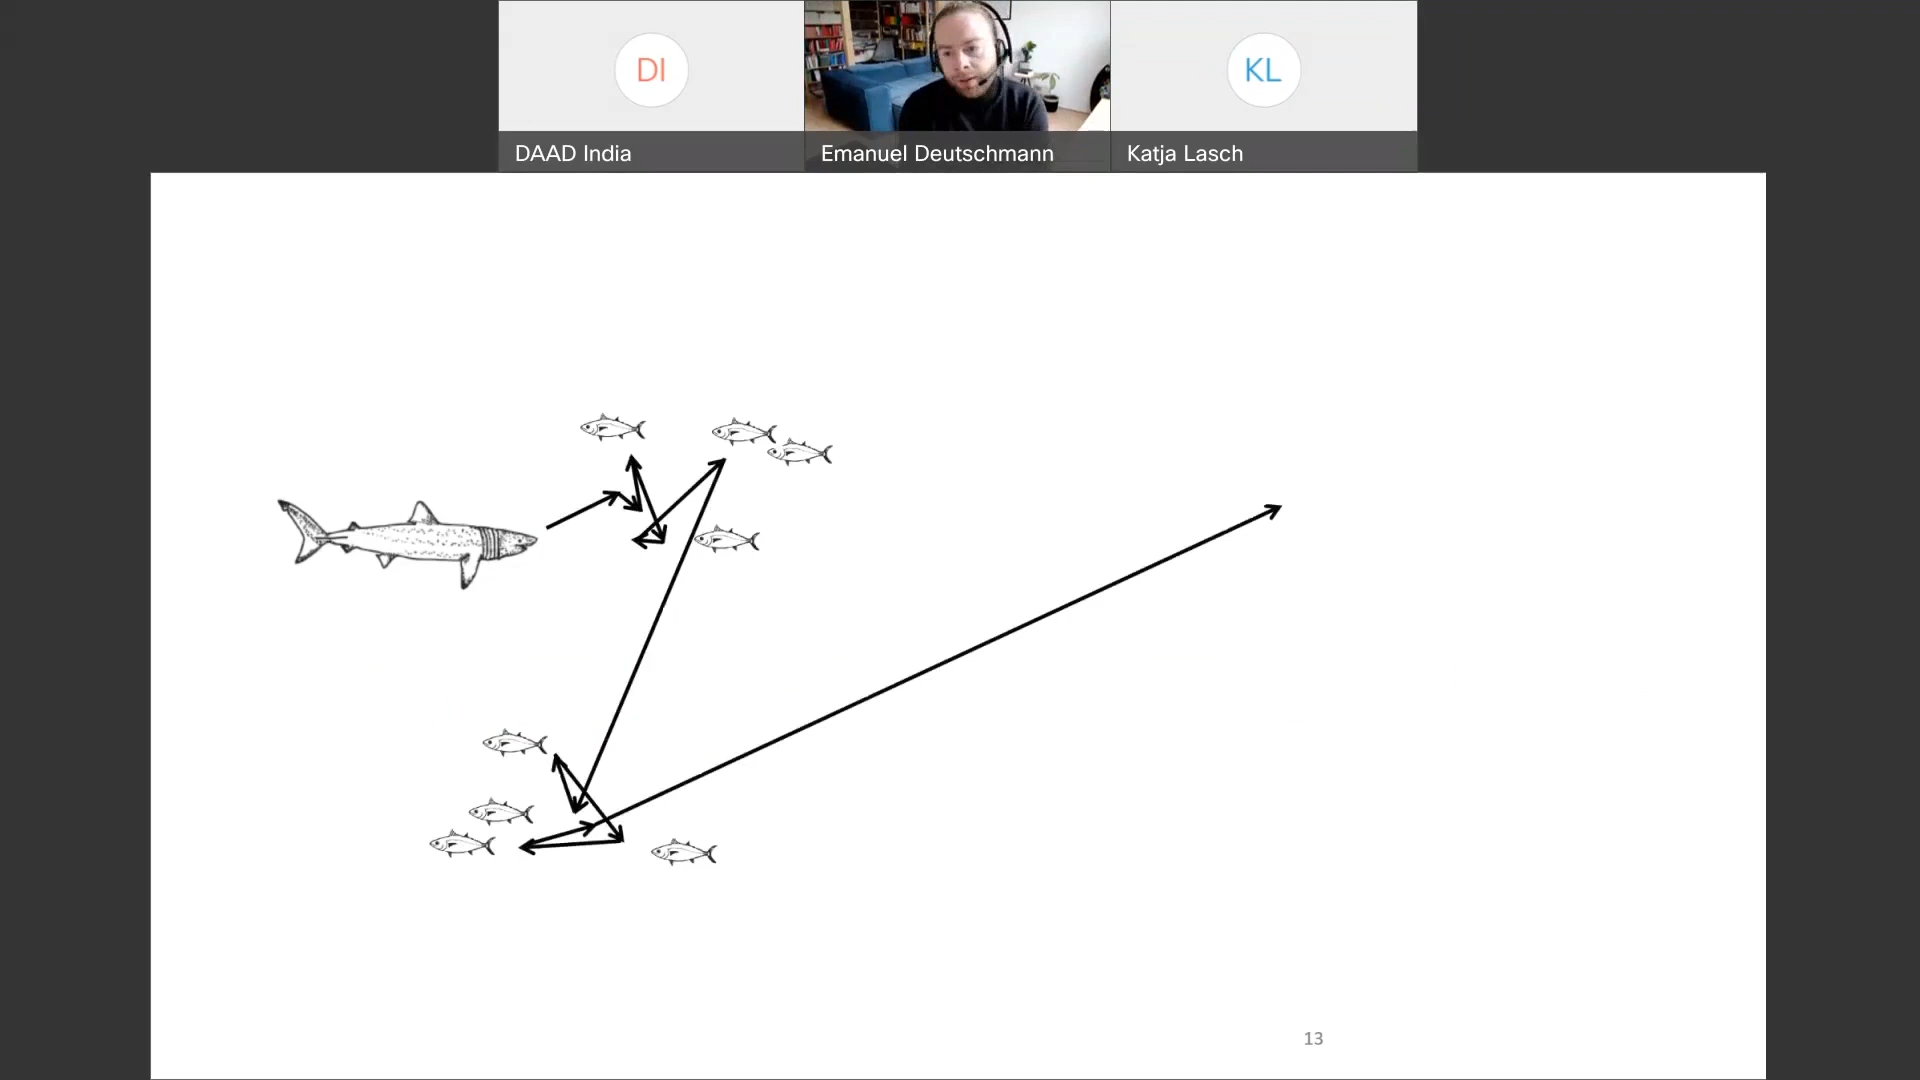 DI
KL
DAAD India
Emanuel Deutschmann
Katja Lasch
13